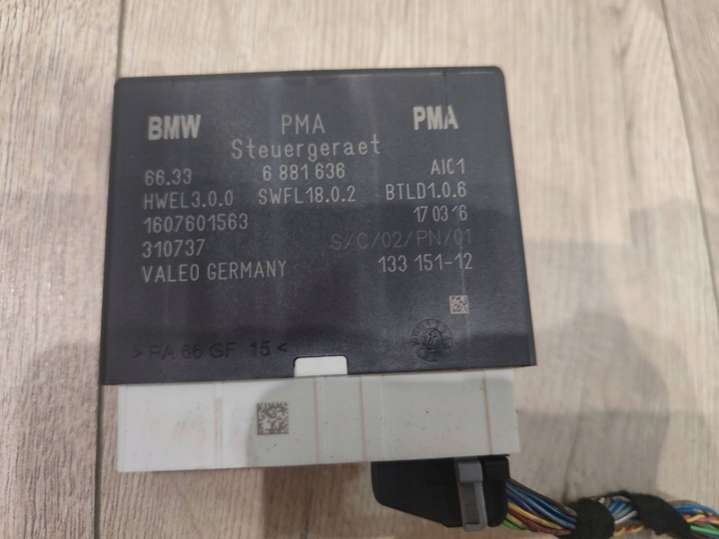 BMW PMA PMA
Steuergeraet
66.33 6 881 636 AIC1
HWEL3.0.0 SWFL18.0.2 BTLD1.0.6
1607601563 17 03 16
310737 S/C/02/PN/01
VALEO GERMANY 133 151-12
>PA 66 GF 15<